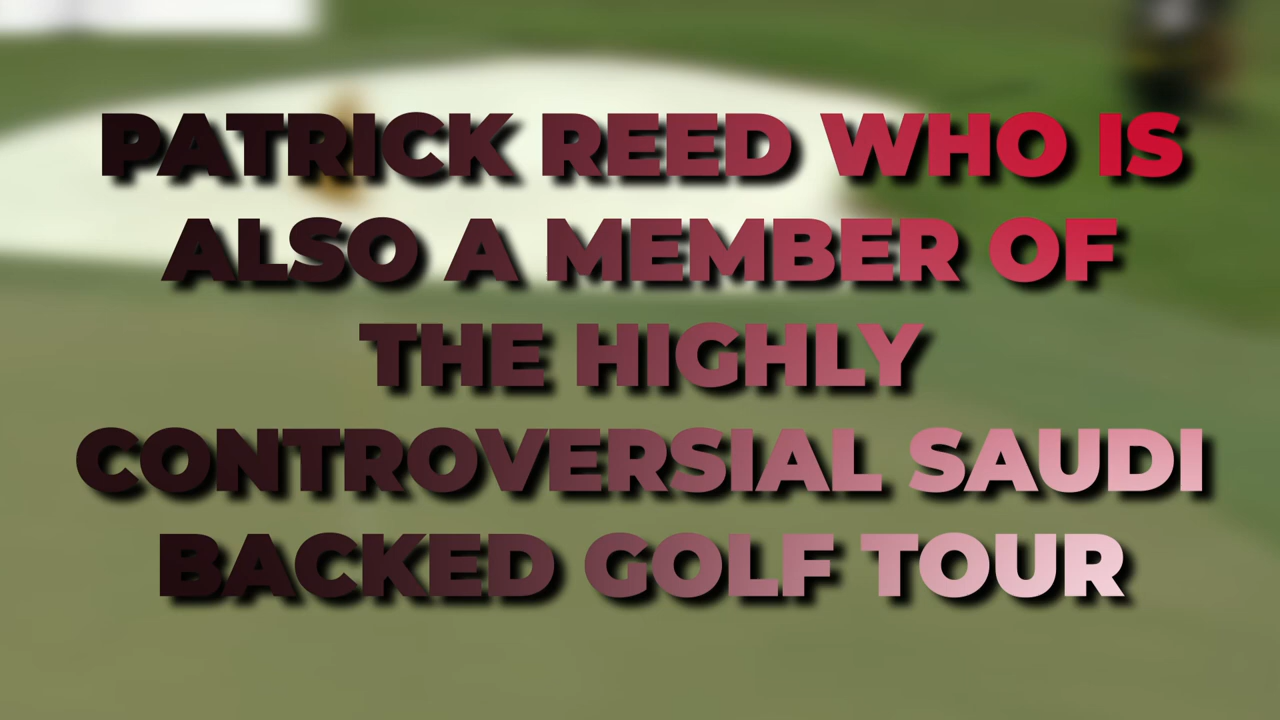 PATRICK REED WHO IS
ALSO A MEMBER OF
THE HIGHLY
CONTROVERSIAL SAUDI
BACKED GOLF TOUR